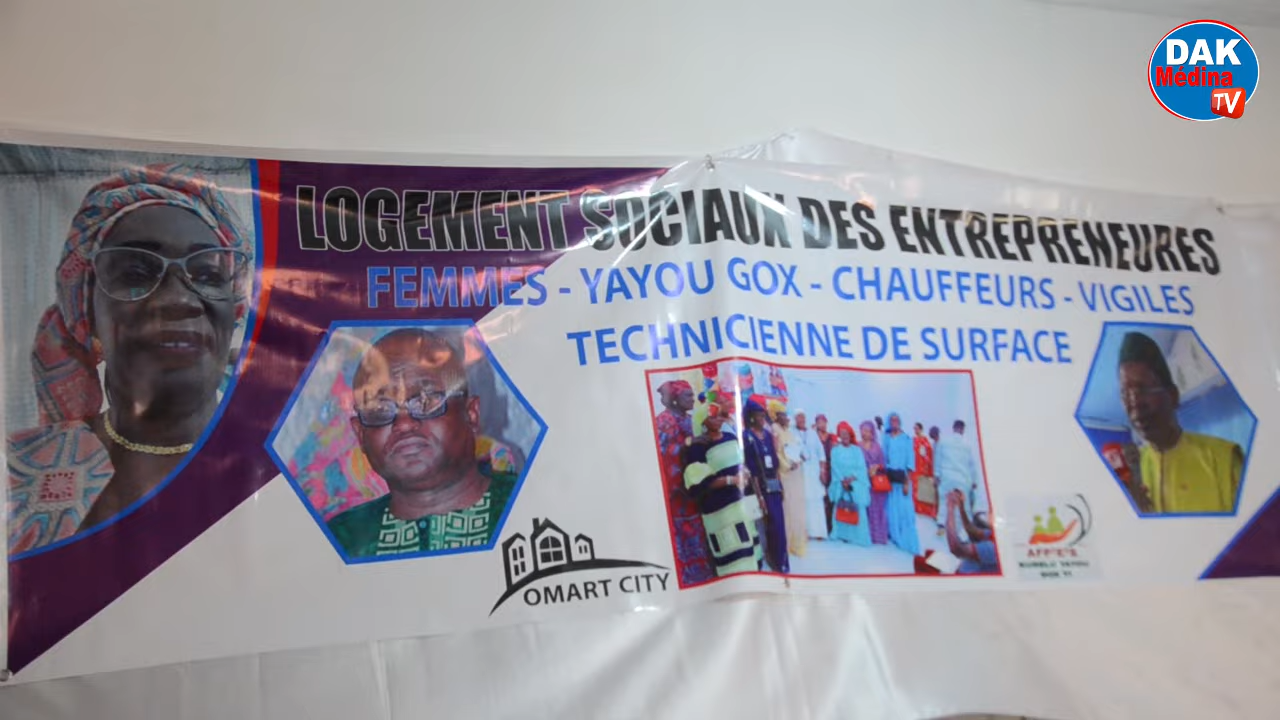 DAK
Médina
TV
LOGEMENT SOCIAUX DES ENTREPRENEURES
FEMMES - YAYOU GOX - CHAUFFEURS - VIGILES
TECHNICIENNE DE SURFACE
OMART CITY